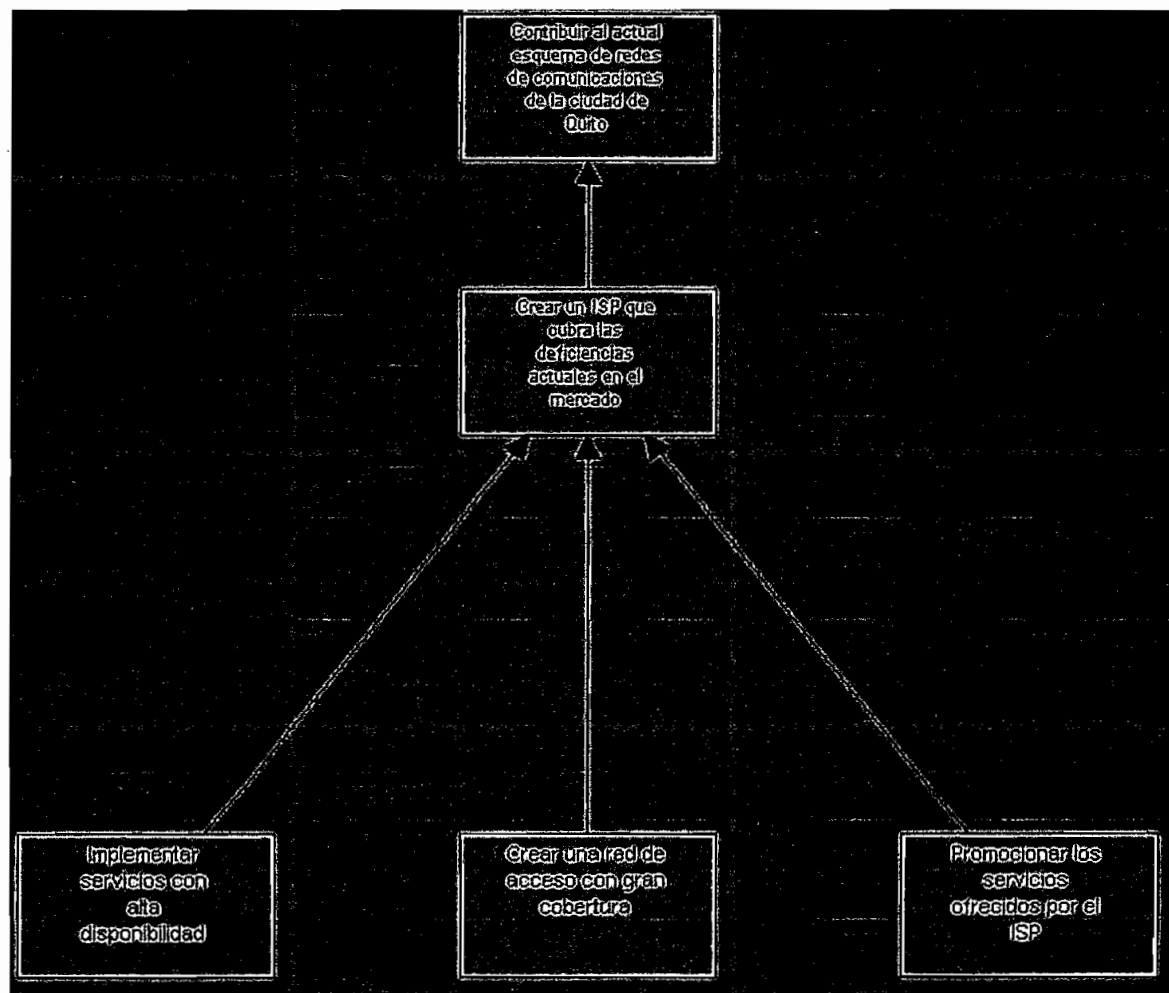 Contribuir al actual
esquema de redes
de comunicaciones
de la ciudad de
Quito
Crear un ISP que
cubra las
deficiencias
actuales en el
mercado
Implementar
servicios con
alta
disponibilidad
Crear una red de
acceso con gran
cobertura
Promocionar los
servicios
ofrecidos por el
ISP